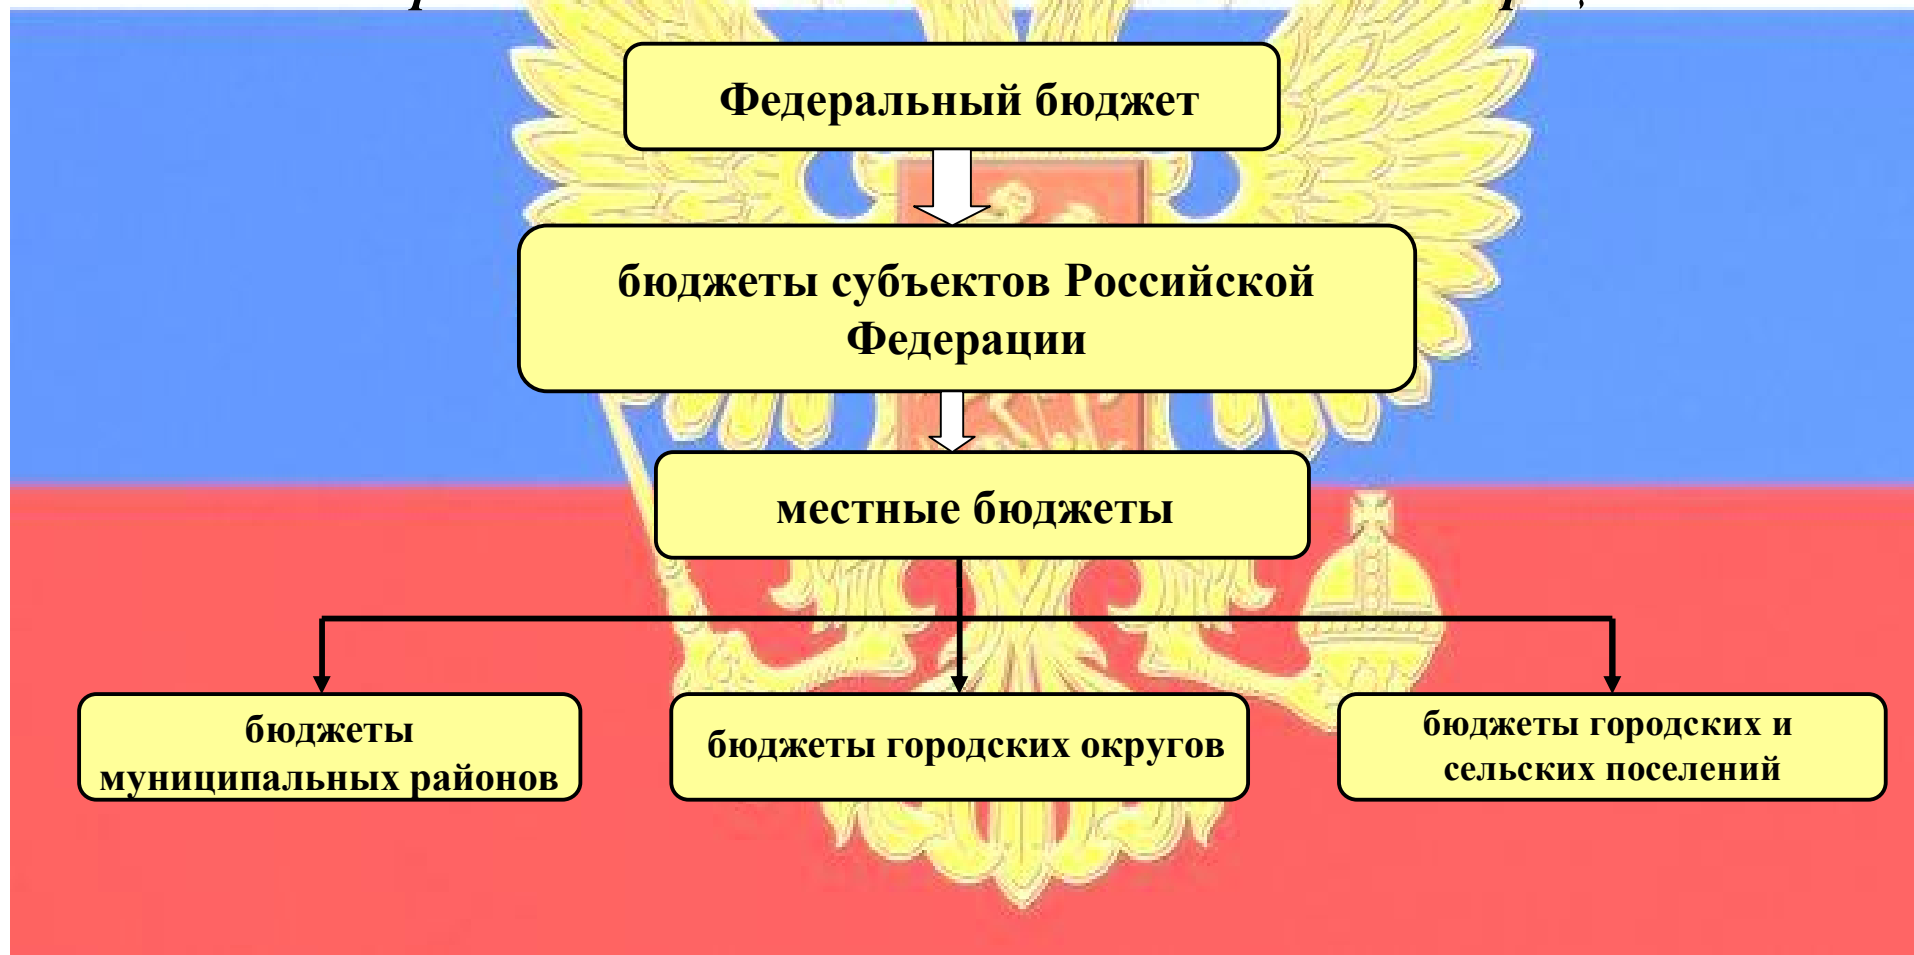 Федеральный бюджет
бюджеты субъектов Российской
Федерации
местные бюджеты
бюджеты
муниципальных районов
бюджеты городских округов
бюджеты городских и
сельских поселений